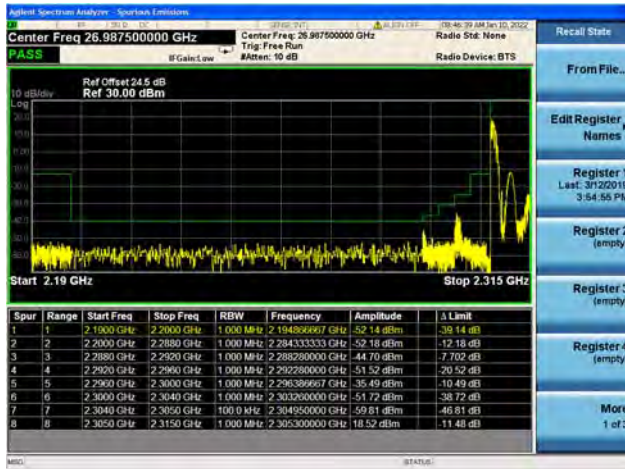 Agilent Spectrum Analyzer - Spurious Emissions
SENSE:INT ALIGN OFF 08:46:39 AM Jan 10, 2022
Center Freq 26.987500000 GHz Center Freq: 26.987500000 GHz Radio Std: None
Trig: Free Run
PASS IFGain:Low #Atten: 10 dB Radio Device: BTS
Ref Offset 24.5 dB
10 dB/div Ref 30.00 dBm
Log
Start 2.19 GHz Stop 2.315 GHz
Spur Range Start Freq Stop Freq RBW Frequency Amplitude Δ Limit
1 1 2.1900 GHz 2.2000 GHz 1.000 MHz 2.194866667 GHz -52.14 dBm -39.14 dB
2 2 2.2000 GHz 2.2880 GHz 1.000 MHz 2.284333333 GHz -52.18 dBm -12.18 dB
3 3 2.2880 GHz 2.2920 GHz 1.000 MHz 2.288280000 GHz -44.70 dBm -7.702 dB
4 4 2.2920 GHz 2.2960 GHz 1.000 MHz 2.292280000 GHz -51.52 dBm -20.52 dB
5 5 2.2960 GHz 2.3000 GHz 1.000 MHz 2.296386667 GHz -35.49 dBm -10.49 dB
6 6 2.3000 GHz 2.3040 GHz 1.000 MHz 2.303260000 GHz -51.72 dBm -38.72 dB
7 7 2.3040 GHz 2.3050 GHz 100.0 kHz 2.304950000 GHz -59.81 dBm -46.81 dB
8 8 2.3050 GHz 2.3150 GHz 1.000 MHz 2.305300000 GHz 18.52 dBm -11.48 dB
MSG STATUS
Recall State
From File..
Edit Register
Names
Register 1
Last: 3/12/2019
3:54:55 PM
Register 2
(empty
Register 3
(empty
Register 4
(empty
More
1 of